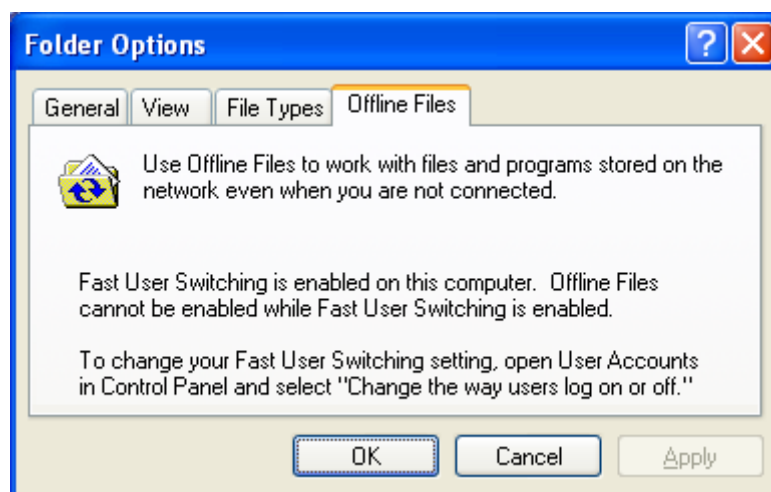 Folder Options
?
General View File Types Offline Files
Use Offline Files to work with files and programs stored on the
network even when you are not connected.
Fast User Switching is enabled on this computer.  Offline Files
cannot be enabled while Fast User Switching is enabled.
To change your Fast User Switching setting, open User Accounts
in Control Panel and select "Change the way users log on or off."
OK Cancel Apply